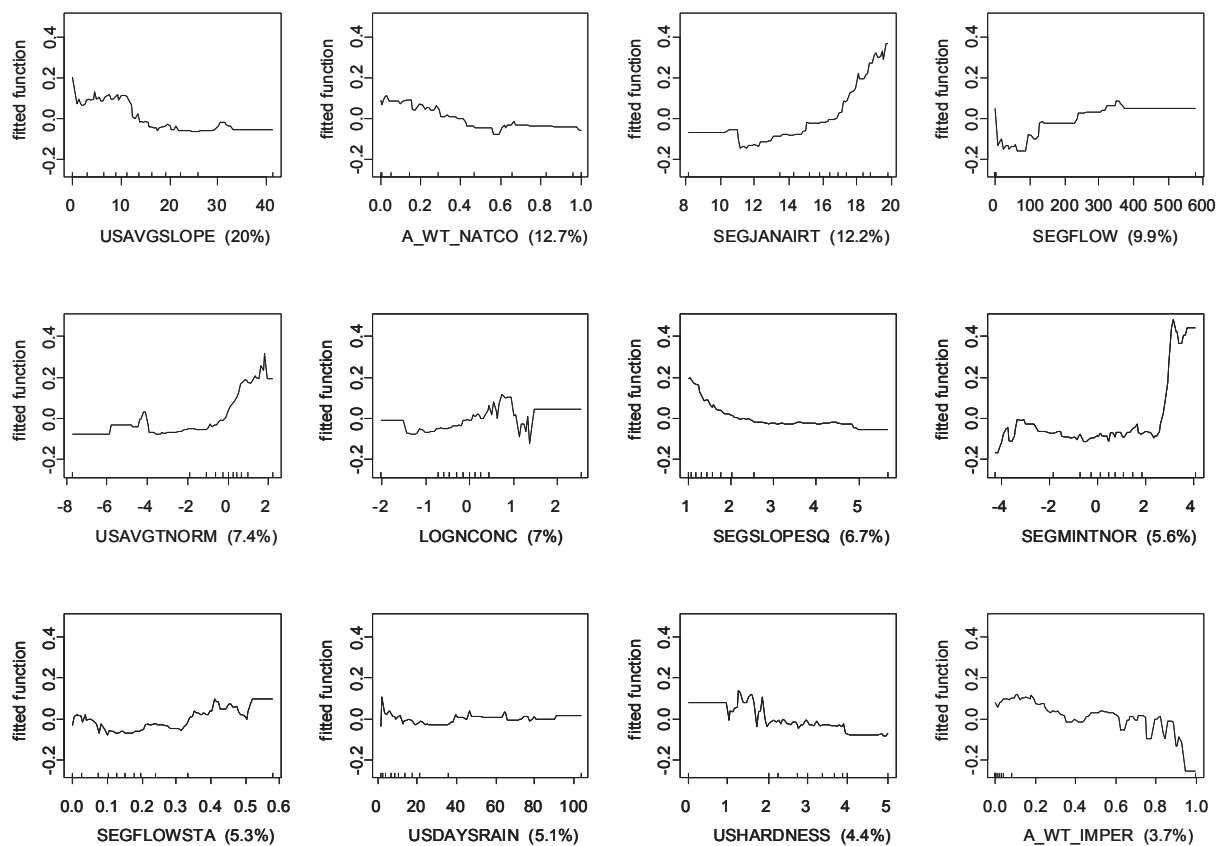 fitted function
-0.2 0.0 0.2 0.4
0 10 20 30 40
USAVGSLOPE (20%)
fitted function
-0.2 0.0 0.2 0.4
0.0 0.2 0.4 0.6 0.8 1.0
A_WT_NATCO (12.7%)
fitted function
-0.2 0.0 0.2 0.4
8 10 12 14 16 18 20
SEGJANAIRT (12.2%)
fitted function
-0.2 0.0 0.2 0.4
0 100 200 300 400 500 600
SEGFLOW (9.9%)
fitted function
-0.2 0.0 0.2 0.4
-8 -6 -4 -2 0 2
USAVGTNORM (7.4%)
fitted function
-0.2 0.0 0.2 0.4
-2 -1 0 1 2
LOGNCONC (7%)
fitted function
-0.2 0.0 0.2 0.4
1 2 3 4 5
SEGSLOPESQ (6.7%)
fitted function
-0.2 0.0 0.2 0.4
-4 -2 0 2 4
SEGMINTNOR (5.6%)
fitted function
-0.2 0.0 0.2 0.4
0.0 0.1 0.2 0.3 0.4 0.5 0.6
SEGFLOWSTA (5.3%)
fitted function
-0.2 0.0 0.2 0.4
0 20 40 60 80 100
USDAYSRAIN (5.1%)
fitted function
-0.2 0.0 0.2 0.4
0 1 2 3 4 5
USHARDNESS (4.4%)
fitted function
-0.2 0.0 0.2 0.4
0.0 0.2 0.4 0.6 0.8 1.0
A_WT_IMPER (3.7%)